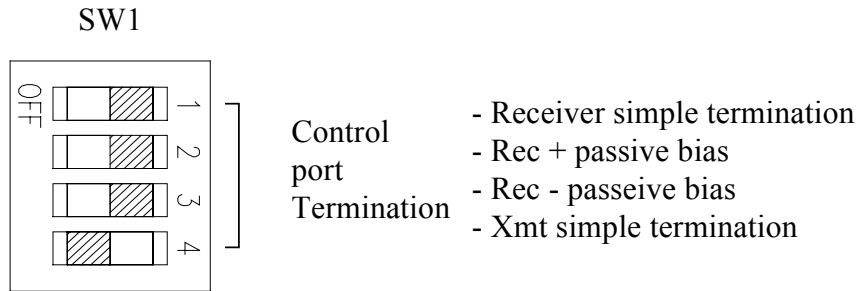 SW1
OFF
1
2
3
4
Control
port
Termination
- Receiver simple termination
- Rec + passive bias
- Rec - passeive bias
- Xmt simple termination